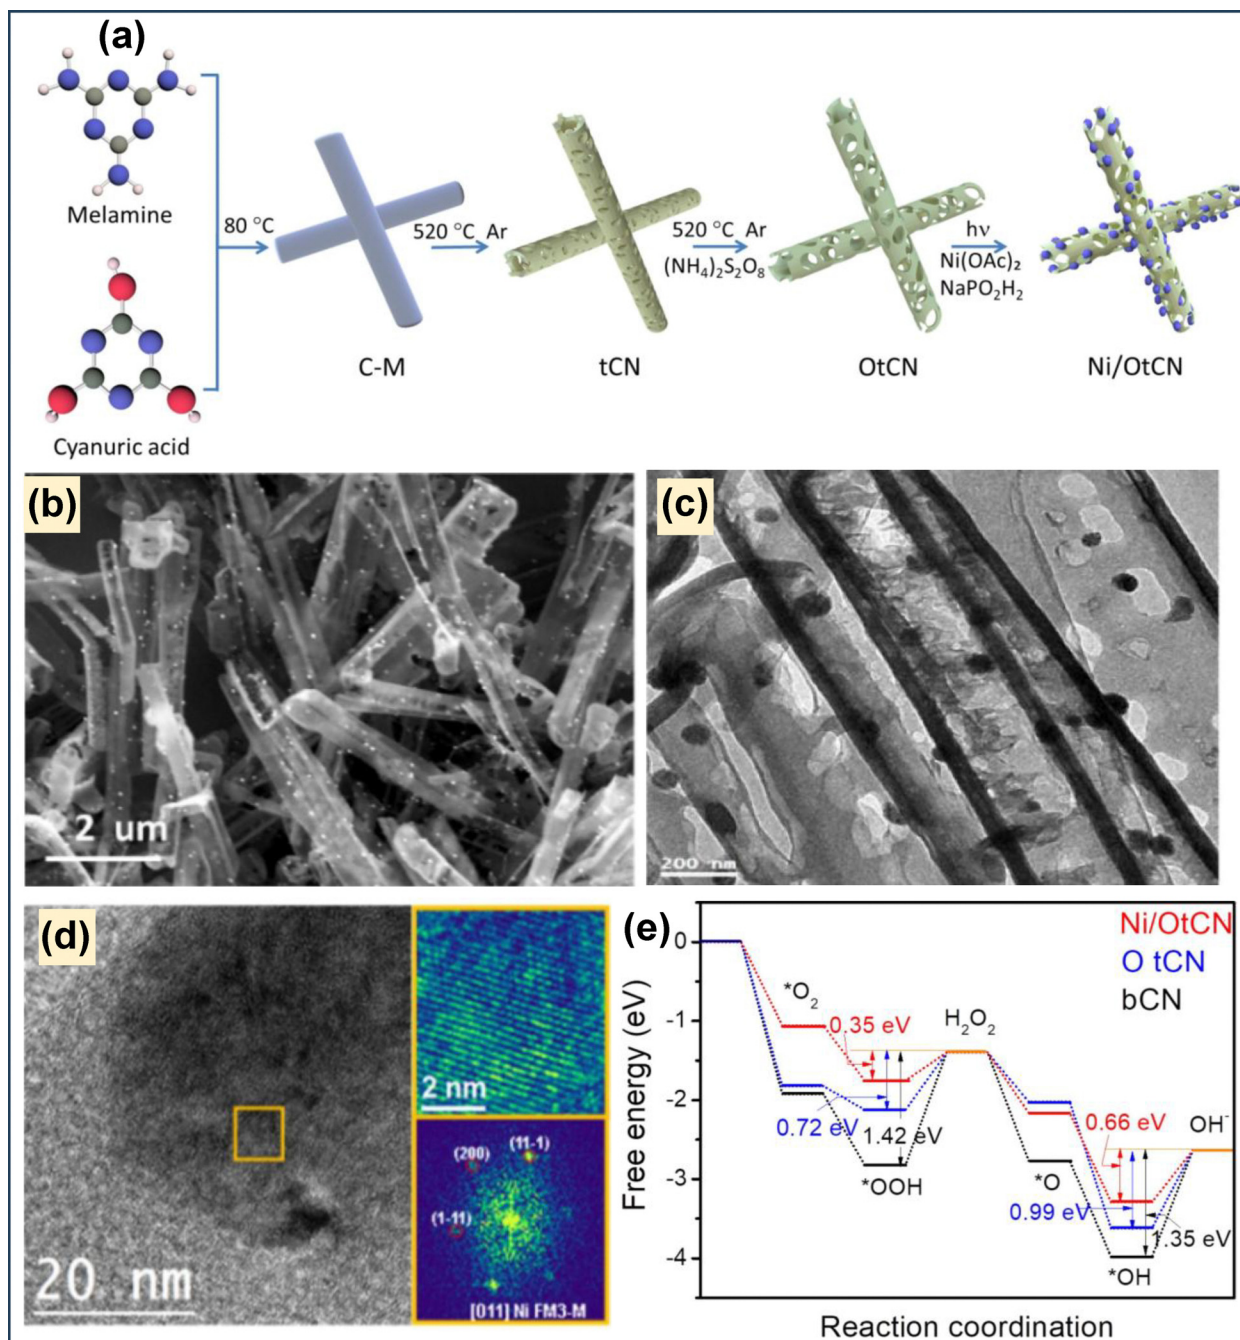 (a)
Melamine
Cyanuric acid
80 °C
C-M
520 °C Ar
tCN
520 °C Ar
(NH₄)₂S₂O₈
OtCN
hν
Ni(OAc)₂
NaPO₂H₂
Ni/OtCN
(b)
2 um
(c)
200 nm
(d)
20 nm
2 nm
(200)
(11-1)
(1-11)
[011] Ni FM3-M
(e)
Ni/OtCN
O tCN
bCN
Free energy (eV)
0
-1
-2
-3
-4
*O₂
0.35 eV
H₂O₂
0.72 eV
1.42 eV
*OOH
*O
0.66 eV
OH⁻
0.99 eV
1.35 eV
*OH
Reaction coordination